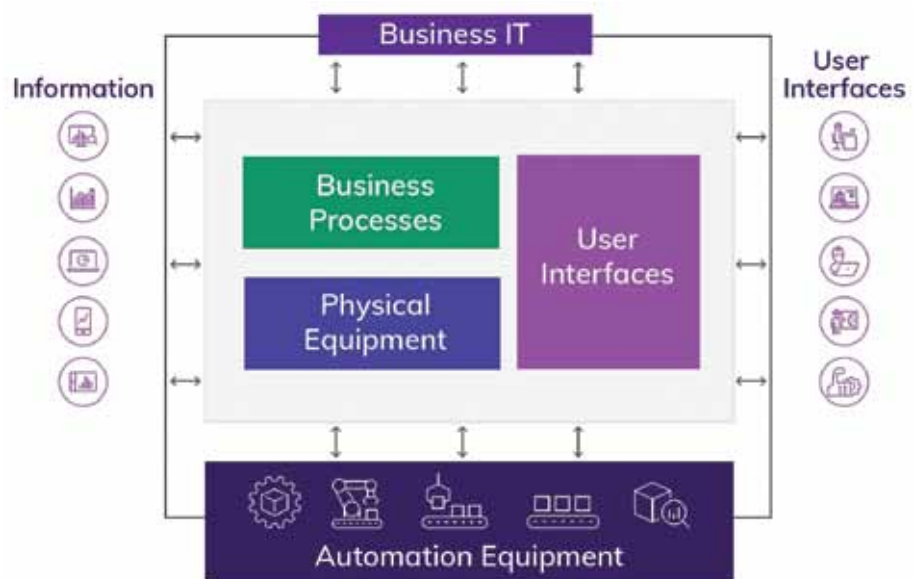 Business IT
Information
User
Interfaces
Business
Processes
User
Interfaces
Physical
Equipment
Automation Equipment